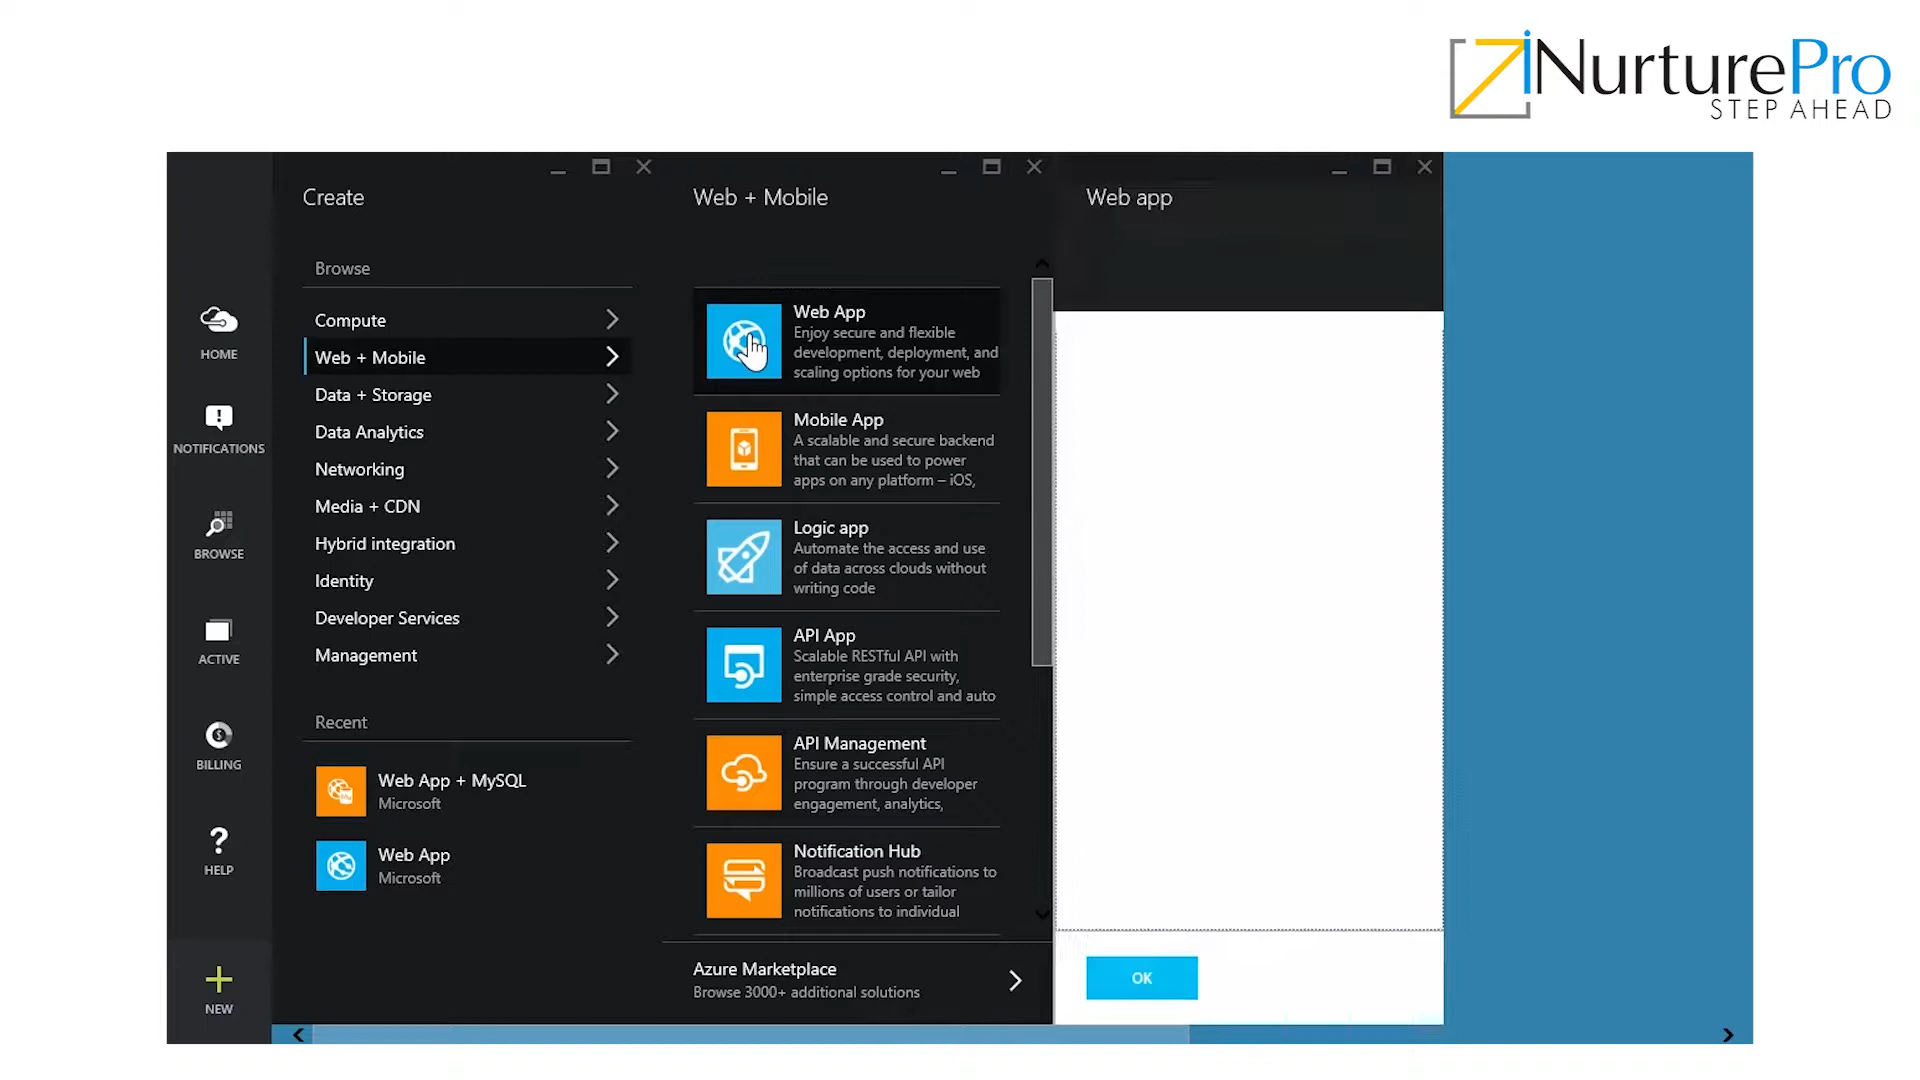 iNurturePro
STEP AHEAD
HOME
NOTIFICATIONS
BROWSE
ACTIVE
BILLING
HELP
NEW
Create
Browse
Compute
Web + Mobile
Data + Storage
Data Analytics
Networking
Media + CDN
Hybrid integration
Identity
Developer Services
Management
Recent
Web App + MySQL
Microsoft
Web App
Microsoft
Web + Mobile
Web App
Enjoy secure and flexible
development, deployment, and
scaling options for your web
Mobile App
A scalable and secure backend
that can be used to power
apps on any platform – iOS,
Logic app
Automate the access and use
of data across clouds without
writing code
API App
Scalable RESTful API with
enterprise grade security,
simple access control and auto
API Management
Ensure a successful API
program through developer
engagement, analytics,
Notification Hub
Broadcast push notifications to
millions of users or tailor
notifications to individual
Azure Marketplace
Browse 3000+ additional solutions
Web app
OK